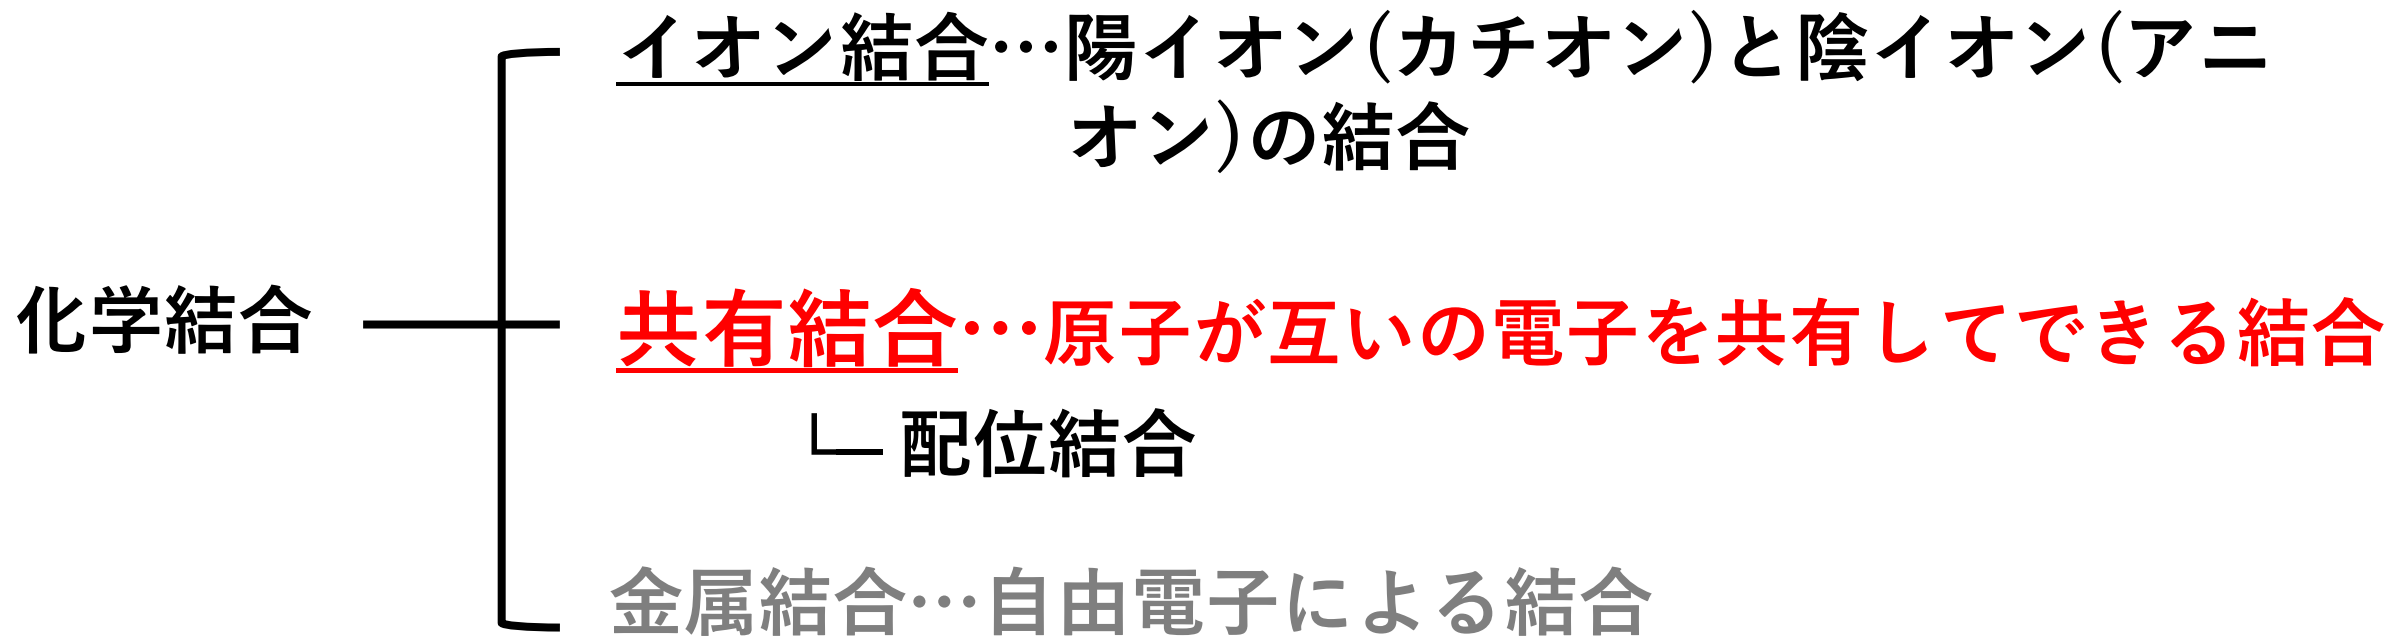 イオン結合…陽イオン(カチオン)と陰イオン(アニ
オン)の結合
化学結合
共有結合…原子が互いの電子を共有してできる結合
配位結合
金属結合…自由電子による結合